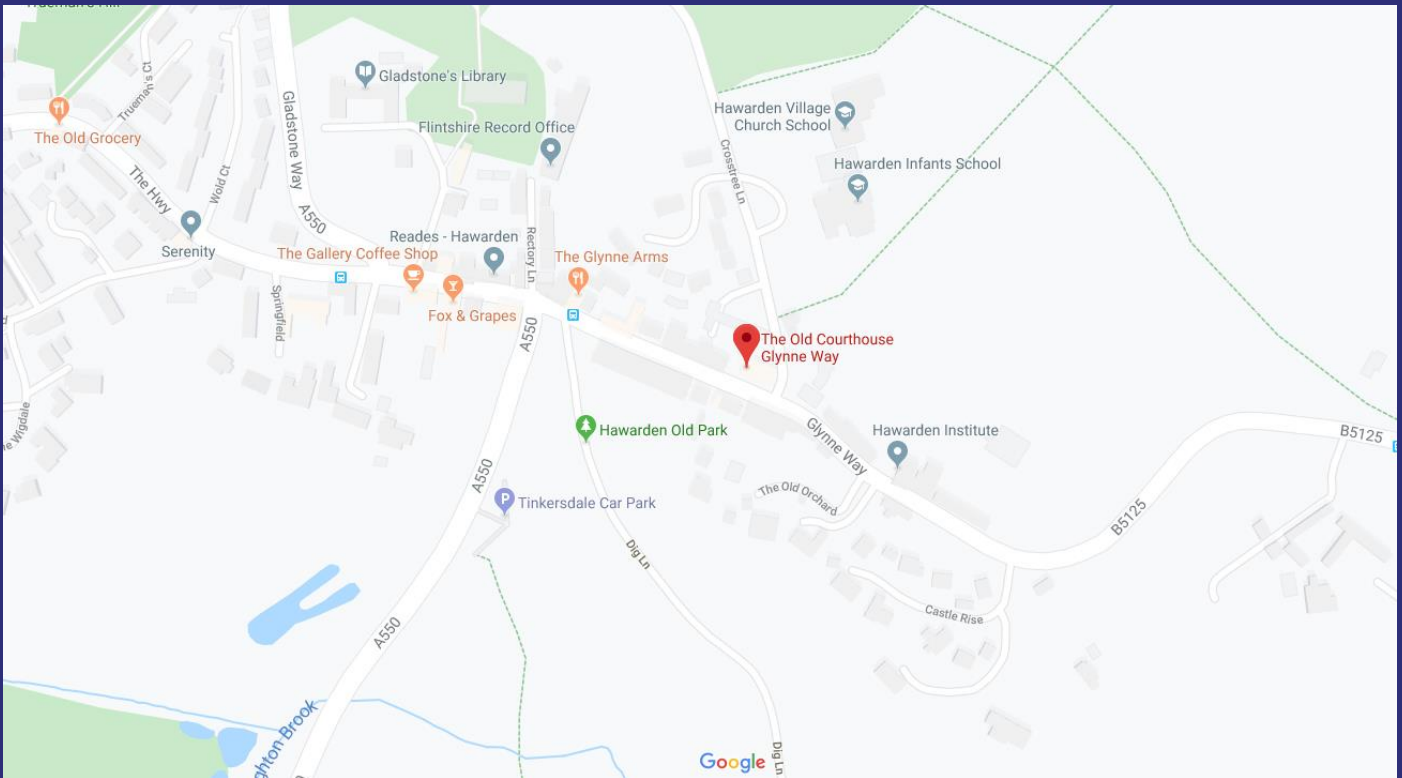 Gladstone's Library
The Old Grocery
Trueman's Ct
Gladstone Way
Flintshire Record Office
Hawarden Village
Church School
Hawarden Infants School
Crosstree Ln
The Hwy
Wold Ct
A550
Serenity
Reades - Hawarden
The Gallery Coffee Shop
Rectory Ln
The Glynne Arms
Springfield
Fox & Grapes
A550
The Old Courthouse
Glynne Way
Hawarden Old Park
Glynne Way
Hawarden Institute
B5125
A550
P
Tinkersdale Car Park
The Old Orchard
B5125
Dig Ln
Castle Rise
A550
Brook
Google
Dig Ln